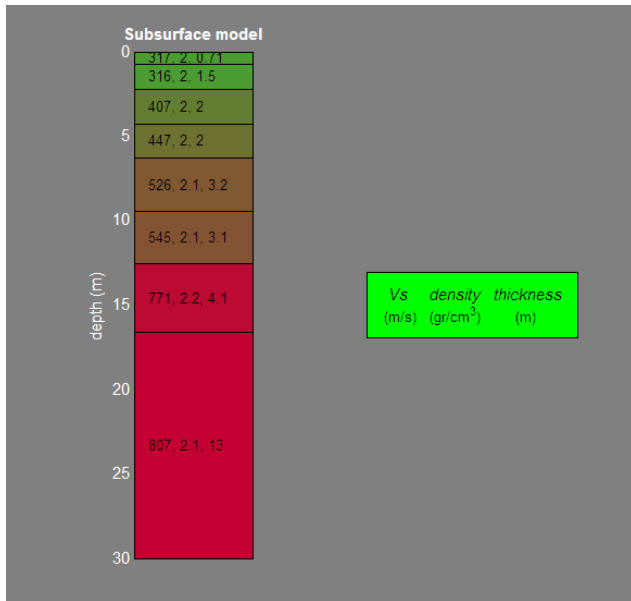 Subsurface model
0
317, 2, 0.71
316, 2, 1.5
407, 2, 2
5
447, 2, 2
526, 2.1, 3.2
10
545, 2.1, 3.1
depth (m)
15
771, 2.2, 4.1
20
807, 2.1, 13
25
30
Vs density thickness
(m/s) (gr/cm³) (m)